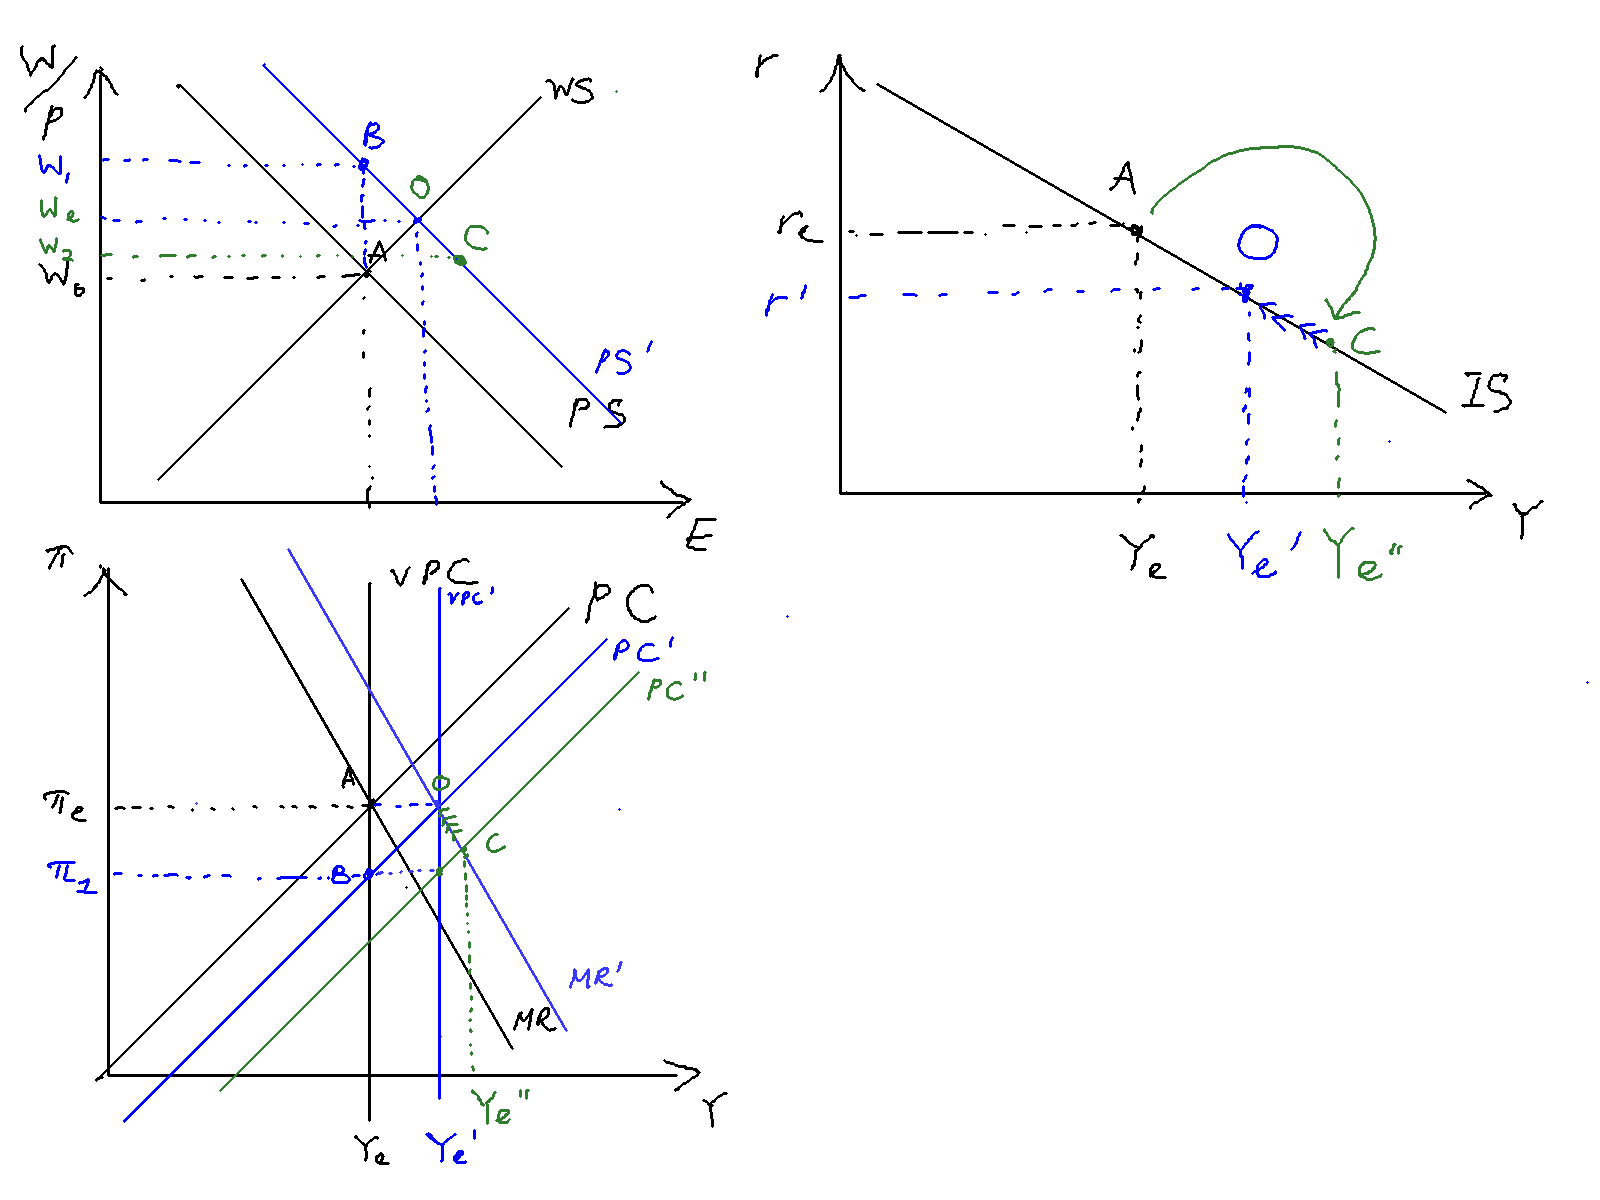 W/P
WS
B
W₁
O
Wₑ
C
W₂
A
W₀
PS'
PS
E
r
A
rₑ
O
r'
C
IS
Yₑ
Yₑ'
Yₑ"
Y
π
VPC
VPC'
PC
PC'
PC"
A
O
πₑ
C
B
π₁
MR'
MR
Yₑ"
Y
Yₑ
Yₑ'